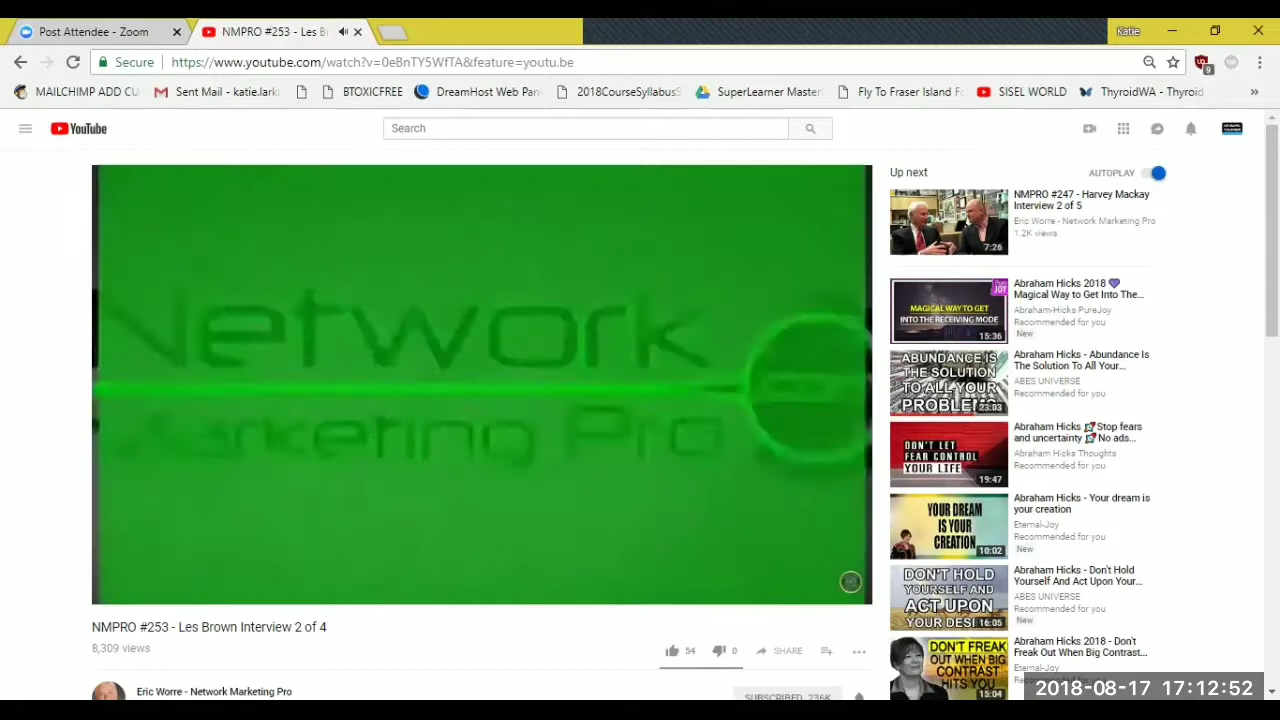 Post Attendee - Zoom
NMPRO #253 - Les B
Katie
Secure
https://www.youtube.com/watch?v=0eBnTY5WfTA&feature=youtu.be
9
MAILCHIMP ADD CU
Sent Mail - katie.larki
BTOXICFREE
DreamHost Web Pan
2018CourseSyllabusS
SuperLearner Master
Fly To Fraser Island F
SISEL WORLD
ThyroidWA - Thyroid
YouTube
Search
Network
Marketing Pro
NMPRO #253 - Les Brown Interview 2 of 4
8,309 views
54
0
SHARE
Eric Worre - Network Marketing Pro
SUBSCRIBED 236K
Up next
AUTOPLAY
NMPRO #247 - Harvey Mackay
Interview 2 of 5
Eric Worre - Network Marketing Pro
1.2K views
7:26
PURE
JOY
MAGICAL WAY TO GET
INTO THE RECEIVING MODE
15:36
Abraham Hicks 2018 💜
Magical Way to Get Into The...
Abraham-Hicks PureJoy
Recommended for you
New
ABUNDANCE IS
THE SOLUTION
TO ALL YOUR
PROBLEMS
23:03
Abraham Hicks - Abundance Is
The Solution To All Your...
ABES UNIVERSE
Recommended for you
DON'T LET
FEAR CONTROL
YOUR LIFE
19:47
Abraham Hicks 🚀Stop fears
and uncertainty 🚀No ads...
Abraham Hicks Thoughts
Recommended for you
YOUR DREAM
IS YOUR
CREATION
10:02
Abraham Hicks - Your dream is
your creation
Eternal-Joy
Recommended for you
New
DON'T HOLD
YOURSELF AND
ACT UPON
YOUR DESI
16:05
Abraham Hicks - Don't Hold
Yourself And Act Upon Your...
ABES UNIVERSE
Recommended for you
New
DON'T FREAK
OUT WHEN BIG
CONTRAST
HITS YOU
15:04
Abraham Hicks 2018 - Don't
Freak Out When Big Contrast...
Eternal-Joy
2018-08-17 17:12:52